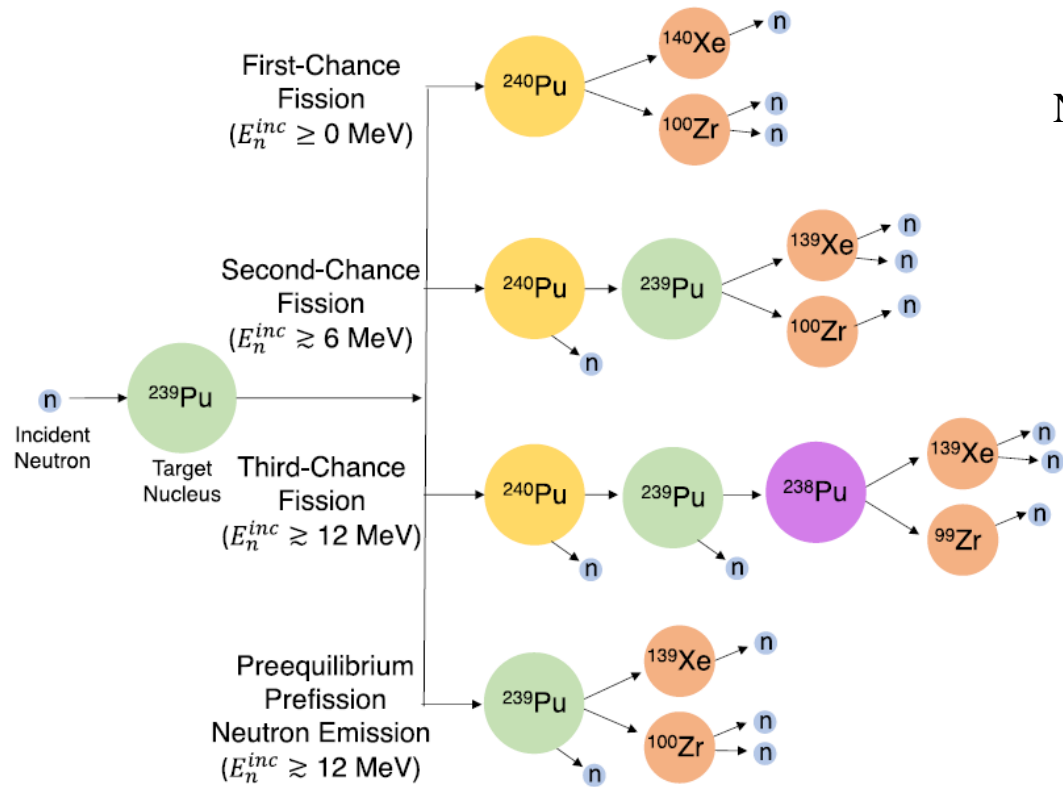 First-Chance
Fission
($E_n^{inc}$ ≥ 0 MeV)
²⁴⁰Pu
¹⁴⁰Xe
n
¹⁰⁰Zr
n
n
N
Second-Chance
Fission
($E_n^{inc}$ ≳ 6 MeV)
²⁴⁰Pu
n
²³⁹Pu
¹³⁹Xe
n
n
¹⁰⁰Zr
n
n
Incident
Neutron
²³⁹Pu
Target
Nucleus
Third-Chance
Fission
($E_n^{inc}$ ≳ 12 MeV)
²⁴⁰Pu
n
²³⁹Pu
n
²³⁸Pu
¹³⁹Xe
n
n
⁹⁹Zr
n
Preequilibrium
Prefission
Neutron Emission
($E_n^{inc}$ ≳ 12 MeV)
²³⁹Pu
n
¹³⁹Xe
n
¹⁰⁰Zr
n
n